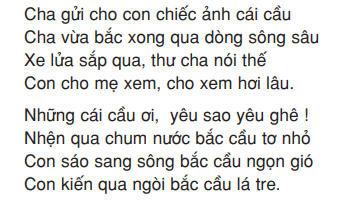 Cha gửi cho con chiếc ảnh cái cầu
Cha vừa bắc xong qua dòng sông sâu
Xe lửa sắp qua, thư cha nói thế
Con cho mẹ xem, cho xem hơi lâu.
Những cái cầu ơi, yêu sao yêu ghê !
Nhện qua chum nước bắc cầu tơ nhỏ
Con sáo sang sông bắc cầu ngọn gió
Con kiến qua ngòi bắc cầu lá tre.